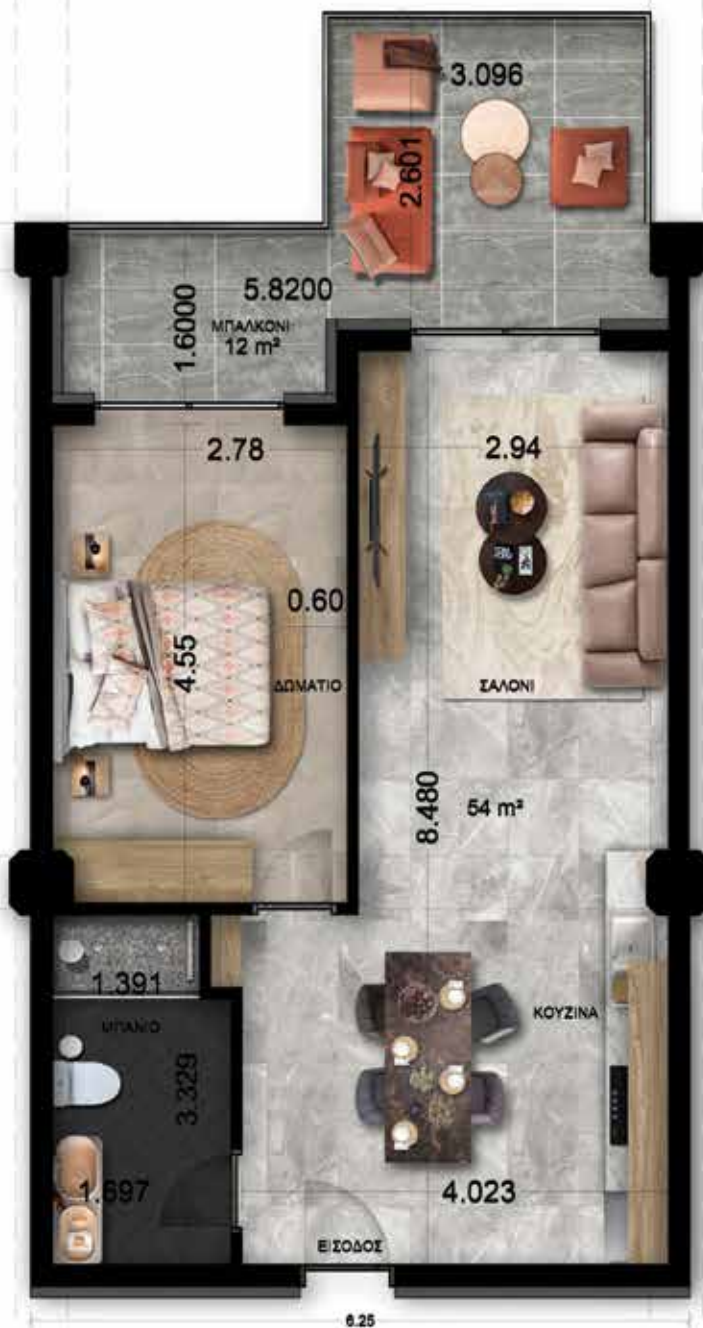 3.096
2.601
5.8200
1.6000
ΜΠΑΛΚΟΝΙ
12 m²
2.78
2.94
0.60
4.55
ΔΩΜΑΤΙΟ
ΣΑΛΟΝΙ
8.480
54 m²
1.391
ΜΠΑΝΙΟ
ΚΟΥΖΙΝΑ
3.329
1.697
4.023
ΕΙΣΟΔΟΣ
6.25